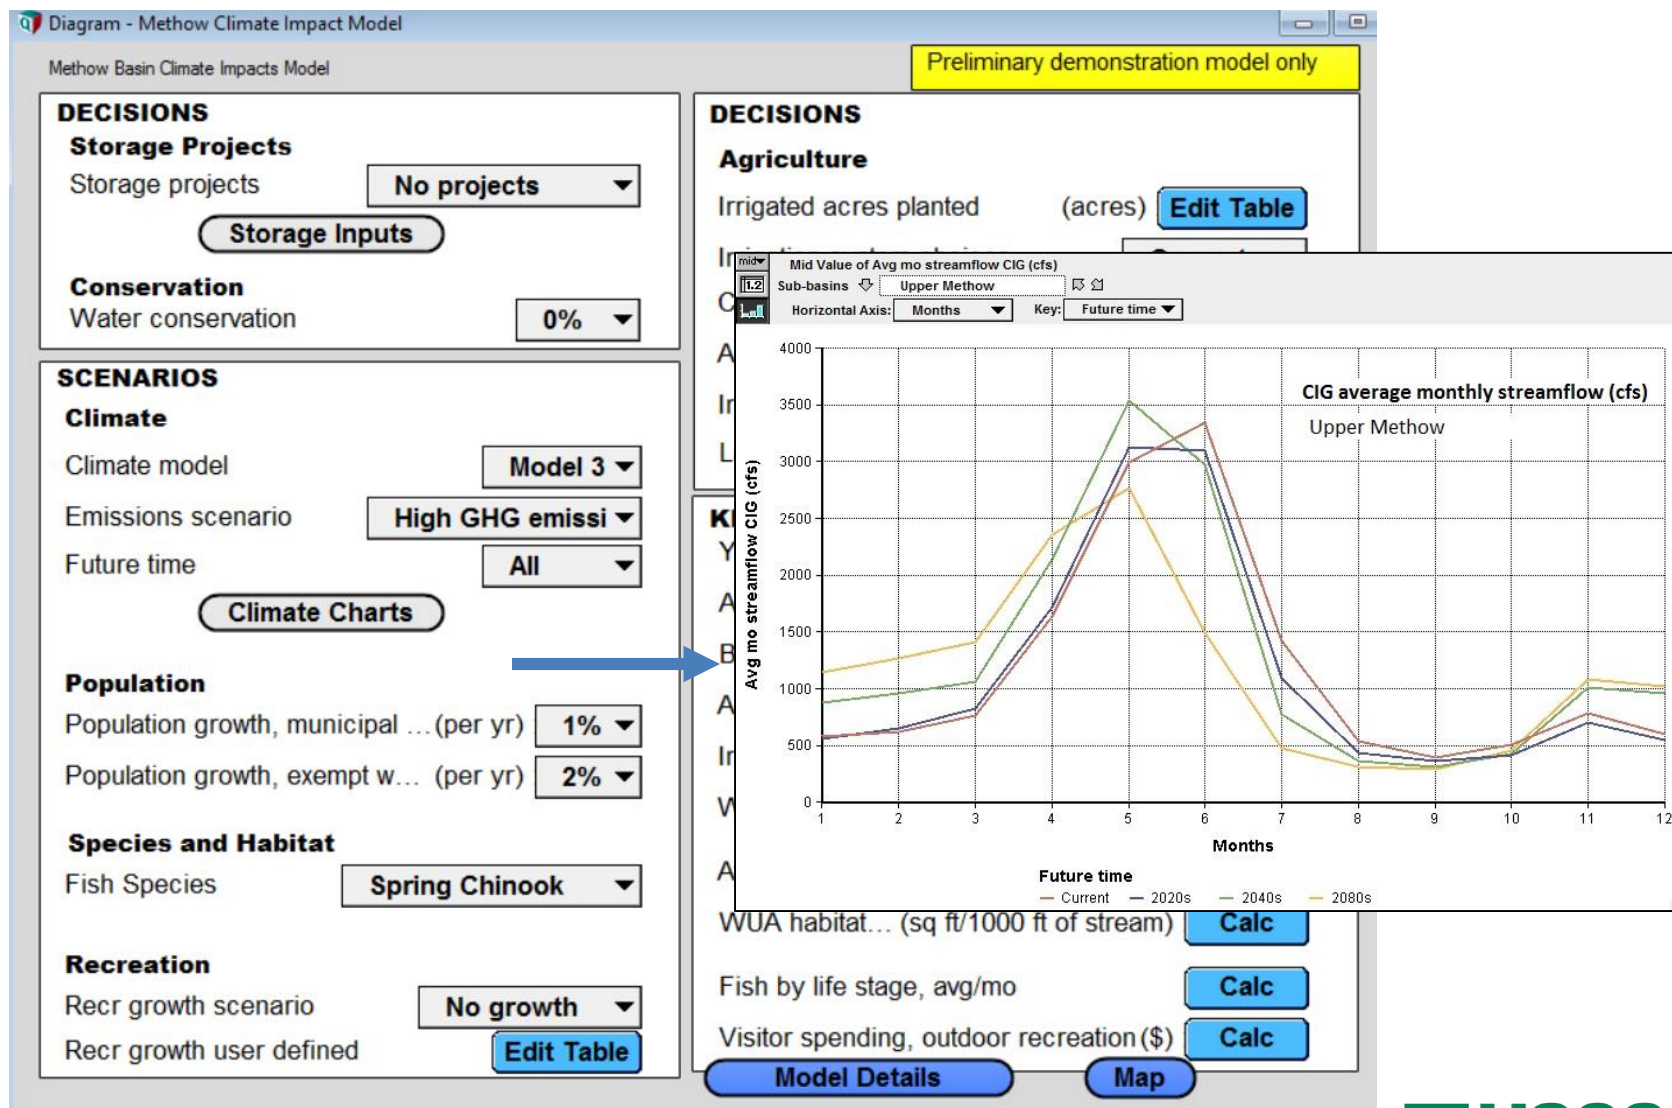 Diagram - Methow Climate Impact Model
Methow Basin Climate Impacts Model
Preliminary demonstration model only
DECISIONS
Storage Projects
Storage projects No projects
Storage Inputs
Conservation
Water conservation 0%
SCENARIOS
Climate
Climate model Model 3
Emissions scenario High GHG emissi
Future time All
Climate Charts
Population
Population growth, municipal ...(per yr) 1%
Population growth, exempt w... (per yr) 2%
Species and Habitat
Fish Species Spring Chinook
Recreation
Recr growth scenario No growth
Recr growth user defined Edit Table
DECISIONS
Agriculture
Irrigated acres planted (acres) Edit Table
mid Mid Value of Avg mo streamflow CIG (cfs)
1.2 Sub-basins Upper Methow
Horizontal Axis: Months Key: Future time
CIG average monthly streamflow (cfs)
Upper Methow
Avg mo streamflow CIG (cfs)
4000
3500
3000
2500
2000
1500
1000
500
0
1 2 3 4 5 6 7 8 9 10 11 12
Months
Future time
Current 2020s 2040s 2080s
WUA habitat... (sq ft/1000 ft of stream) Calc
Fish by life stage, avg/mo Calc
Visitor spending, outdoor recreation ($) Calc
Model Details Map